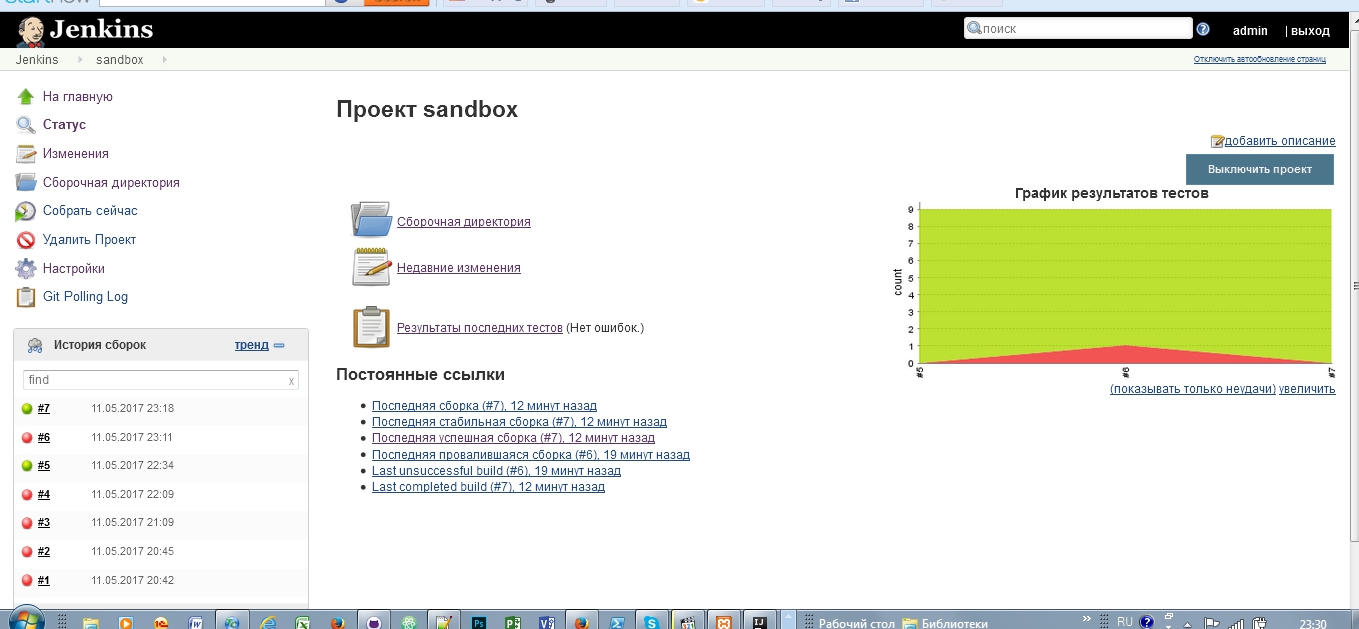 Jenkins
поиск
admin
| выход
Jenkins
sandbox
Отключить автообновление страниц
На главную
Статус
Изменения
Сборочная директория
Собрать сейчас
Удалить Проект
Настройки
Git Polling Log
История сборок
тренд
find
x
#7 11.05.2017 23:18
#6 11.05.2017 23:11
#5 11.05.2017 22:34
#4 11.05.2017 22:09
#3 11.05.2017 21:09
#2 11.05.2017 20:45
#1 11.05.2017 20:42
Проект sandbox
добавить описание
Выключить проект
Сборочная директория
Недавние изменения
Результаты последних тестов (Нет ошибок.)
Постоянные ссылки
Последняя сборка (#7), 12 минут назад
Последняя стабильная сборка (#7), 12 минут назад
Последняя успешная сборка (#7), 12 минут назад
Последняя провалившаяся сборка (#6), 19 минут назад
Last unsuccessful build (#6), 19 минут назад
Last completed build (#7), 12 минут назад
График результатов тестов
count
9
8
7
6
5
4
3
2
1
0
#5
#6
#7
(показывать только неудачи) увеличить
Рабочий стол
Библиотеки
RU
23:30